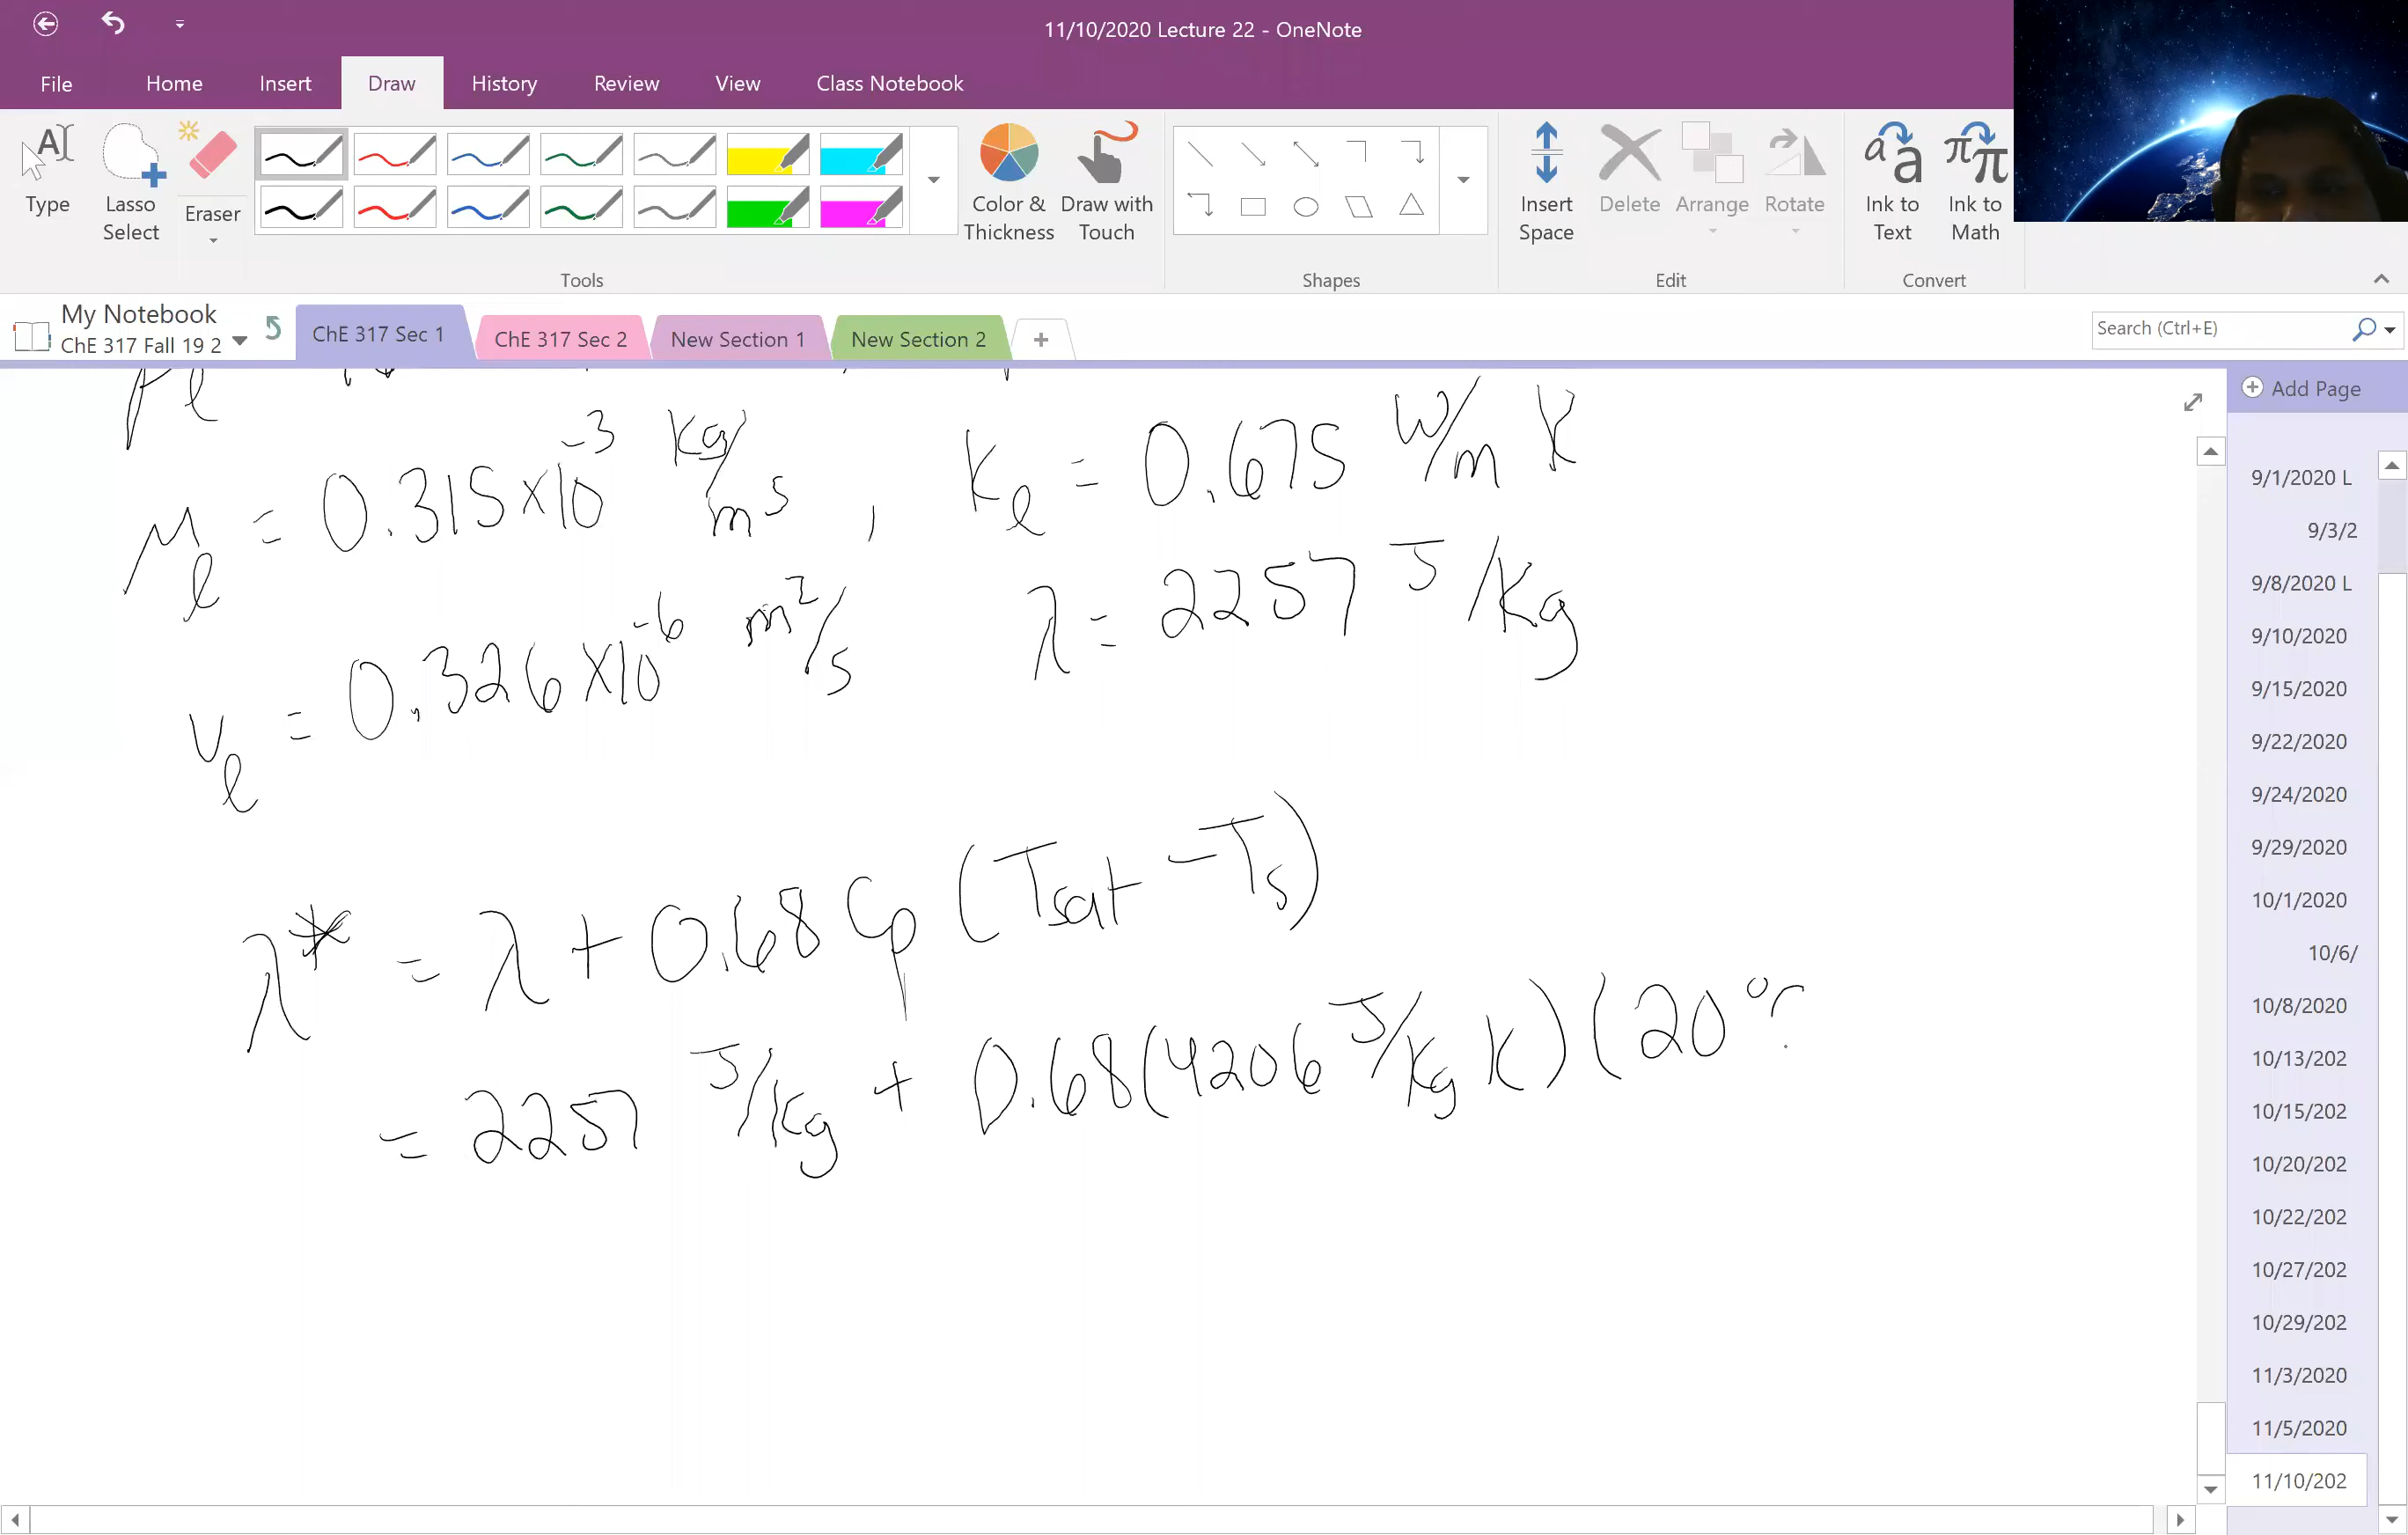 11/10/2020 Lecture 22 - OneNote
File Home Insert Draw History Review View Class Notebook
Type
Lasso Select
Eraser
Color & Thickness
Draw with Touch
Insert Space
Delete
Arrange
Rotate
Ink to Text
Ink to Math
Tools Shapes Edit Convert
My Notebook
ChE 317 Fall 19 2
ChE 317 Sec 1
ChE 317 Sec 2
New Section 1
New Section 2
+
Search (Ctrl+E)
μℓ = 0.315×10⁻³ Kg/ms , Kℓ = 0.675 W/m K
νℓ = 0.326×10⁻⁶ m²/s λ = 2257 J/Kg
λ* = λ + 0.68 Cp (Tsat - Ts)
= 2257 J/Kg + 0.68(4206 J/Kg K)(20°
Add Page
9/1/2020 L
9/3/2
9/8/2020 L
9/10/2020
9/15/2020
9/22/2020
9/24/2020
9/29/2020
10/1/2020
10/6/
10/8/2020
10/13/202
10/15/202
10/20/202
10/22/202
10/27/202
10/29/202
11/3/2020
11/5/2020
11/10/202